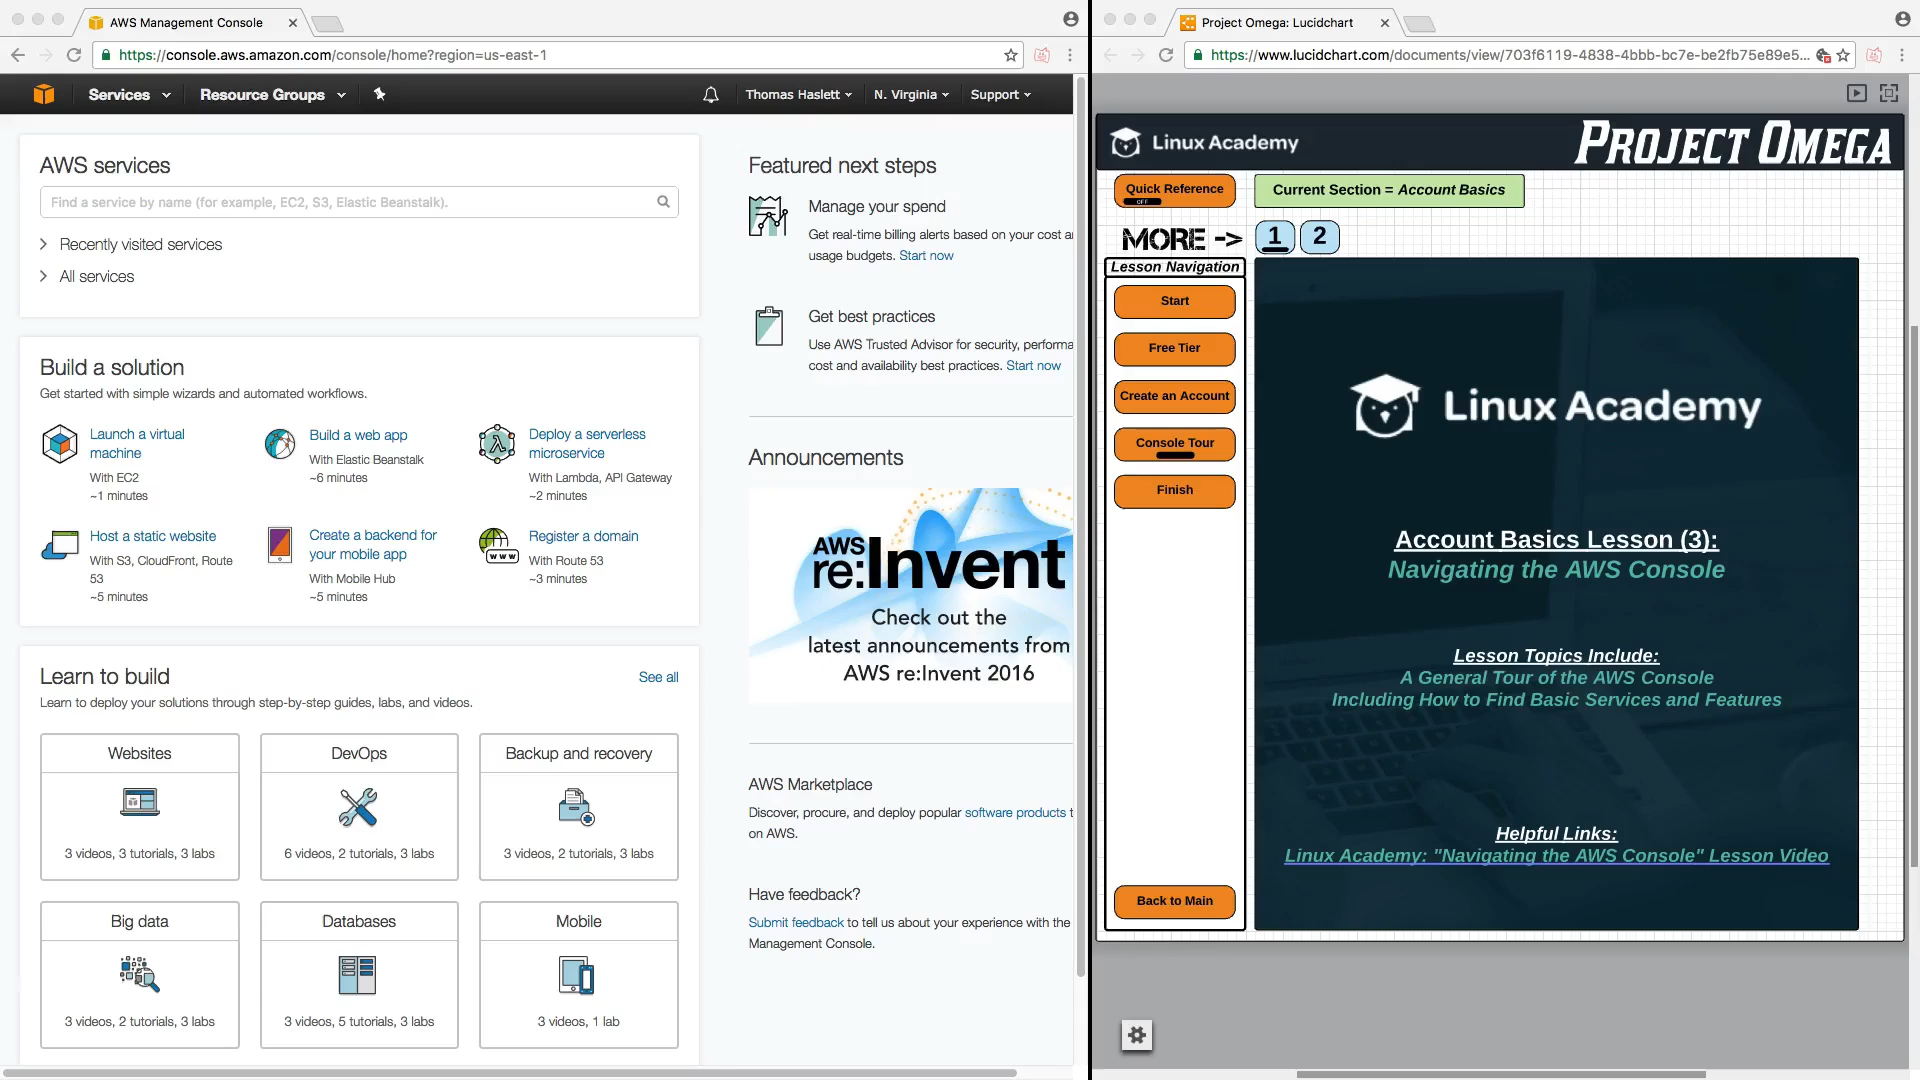 AWS Management Console
https://console.aws.amazon.com/console/home?region=us-east-1
Services
Resource Groups
Thomas Haslett
N. Virginia
Support
AWS services
Find a service by name (for example, EC2, S3, Elastic Beanstalk).
Recently visited services
All services
Build a solution
Get started with simple wizards and automated workflows.
Launch a virtual
machine
With EC2
~1 minutes
Build a web app
With Elastic Beanstalk
~6 minutes
Deploy a serverless
microservice
With Lambda, API Gateway
~2 minutes
Host a static website
With S3, CloudFront, Route
53
~5 minutes
Create a backend for
your mobile app
With Mobile Hub
~5 minutes
Register a domain
With Route 53
~3 minutes
Learn to build
See all
Learn to deploy your solutions through step-by-step guides, labs, and videos.
Websites
3 videos, 3 tutorials, 3 labs
DevOps
6 videos, 2 tutorials, 3 labs
Backup and recovery
3 videos, 2 tutorials, 3 labs
Big data
3 videos, 2 tutorials, 3 labs
Databases
3 videos, 5 tutorials, 3 labs
Mobile
3 videos, 1 lab
Featured next steps
Manage your spend
Get real-time billing alerts based on your cost a
usage budgets. Start now
Get best practices
Use AWS Trusted Advisor for security, performa
cost and availability best practices. Start now
Announcements
AWS
re:Invent
Check out the
latest announcements from
AWS re:Invent 2016
AWS Marketplace
Discover, procure, and deploy popular software products t
on AWS.
Have feedback?
Submit feedback to tell us about your experience with the
Management Console.
Project Omega: Lucidchart
https://www.lucidchart.com/documents/view/703f6119-4838-4bbb-bc7e-be2fb75e89e5...
Linux Academy
PROJECT OMEGA
Quick Reference
OFF
Current Section = Account Basics
MORE ->
1
2
Lesson Navigation
Start
Free Tier
Create an Account
Console Tour
Finish
Back to Main
Linux Academy
Account Basics Lesson (3):
Navigating the AWS Console
Lesson Topics Include:
A General Tour of the AWS Console
Including How to Find Basic Services and Features
Helpful Links:
Linux Academy: "Navigating the AWS Console" Lesson Video